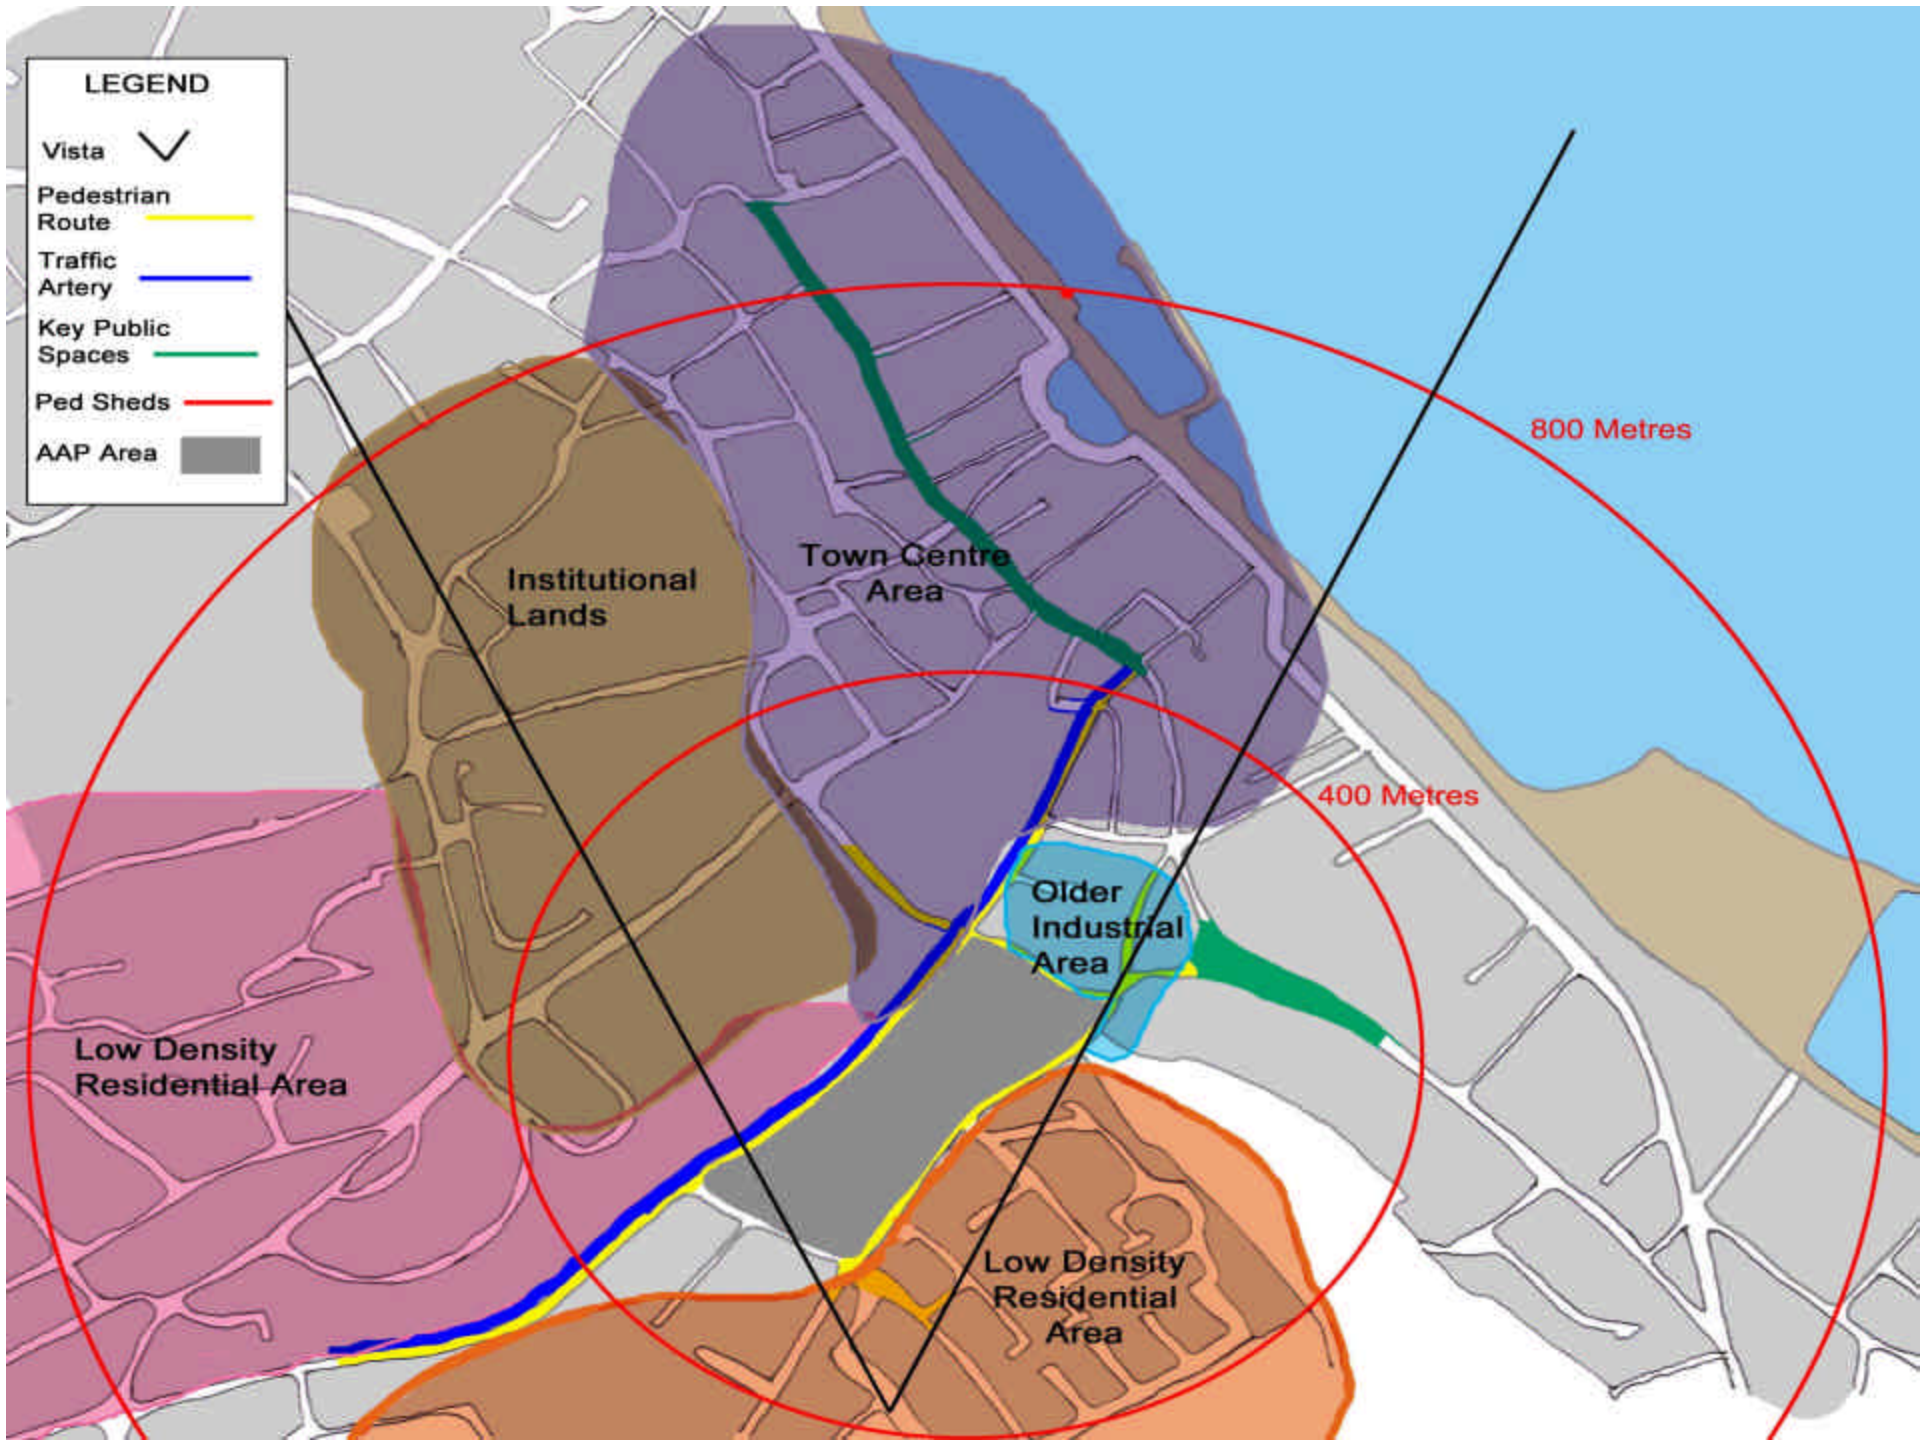 LEGEND
Vista
Pedestrian
Route
Traffic
Artery
Key Public
Spaces
Ped Sheds
AAP Area
800 Metres
Town Centre
Area
Institutional
Lands
400 Metres
Older
Industrial
Area
Low Density
Residential Area
Low Density
Residential
Area